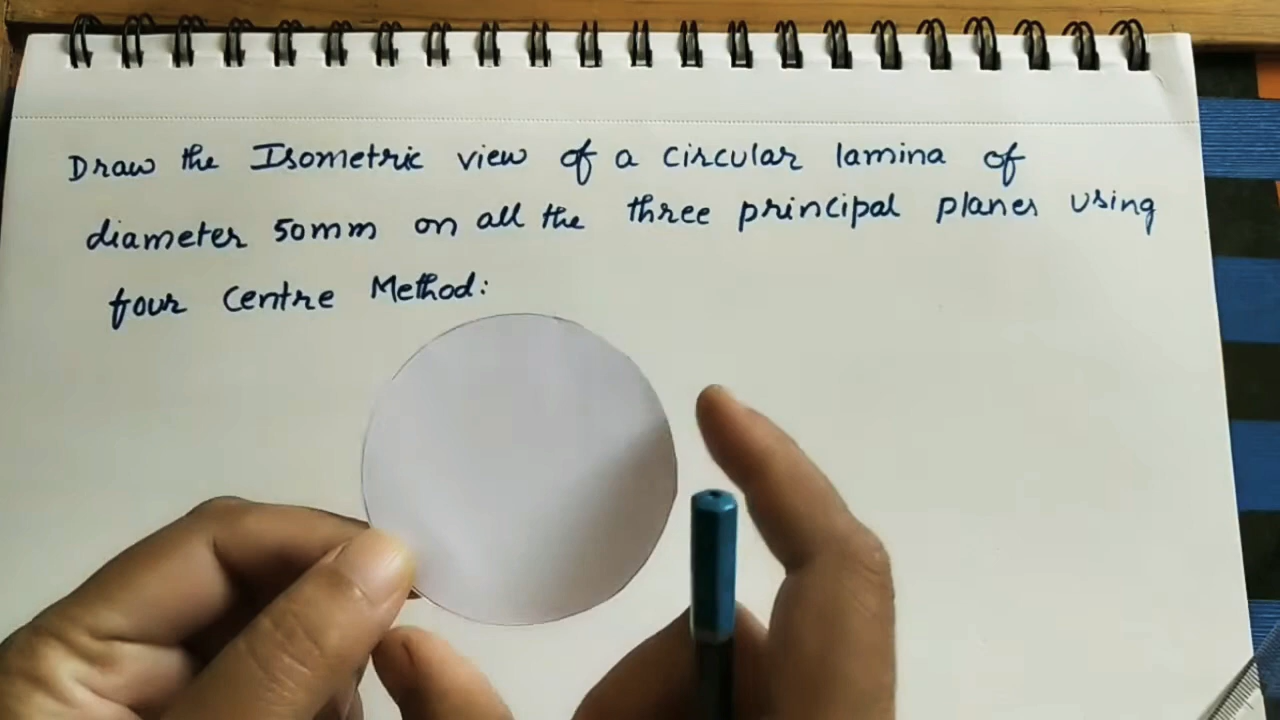 Draw the Isometric view of a circular lamina of
diameter 50mm on all the three principal planes using
four Centre Method: